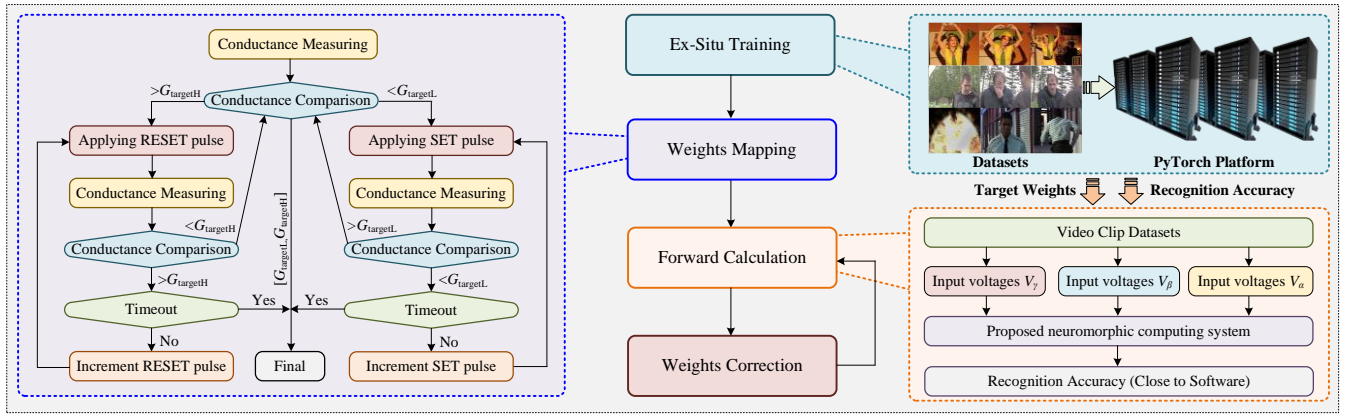 Conductance Measuring
>G_targetH
Conductance Comparison
<G_targetL
Applying RESET pulse
Applying SET pulse
Conductance Measuring
Conductance Measuring
<G_targetH
[G_targetL,G_targetH]
>G_targetL
Conductance Comparison
Conductance Comparison
>G_targetH
<G_targetL
Timeout
Yes
Yes
Timeout
No
No
Increment RESET pulse
Final
Increment SET pulse
Ex-Situ Training
Weights Mapping
Forward Calculation
Weights Correction
Datasets
PyTorch Platform
Target Weights
Recognition Accuracy
Video Clip Datasets
Input voltages V_γ
Input voltages V_β
Input voltages V_α
Proposed neuromorphic computing system
Recognition Accuracy (Close to Software)